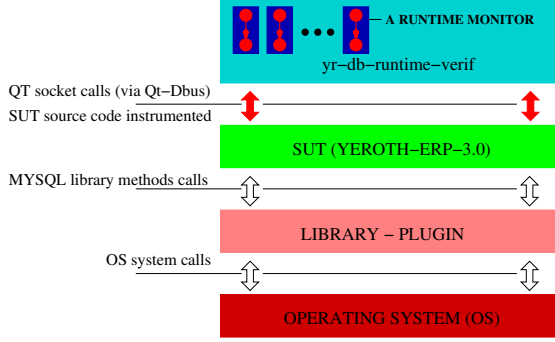 A RUNTIME MONITOR
yr−db−runtime−verif
QT socket calls (via Qt−Dbus)
SUT source code instrumented
SUT (YEROTH−ERP−3.0)
MYSQL library methods calls
LIBRARY − PLUGIN
OS system calls
OPERATING SYSTEM (OS)